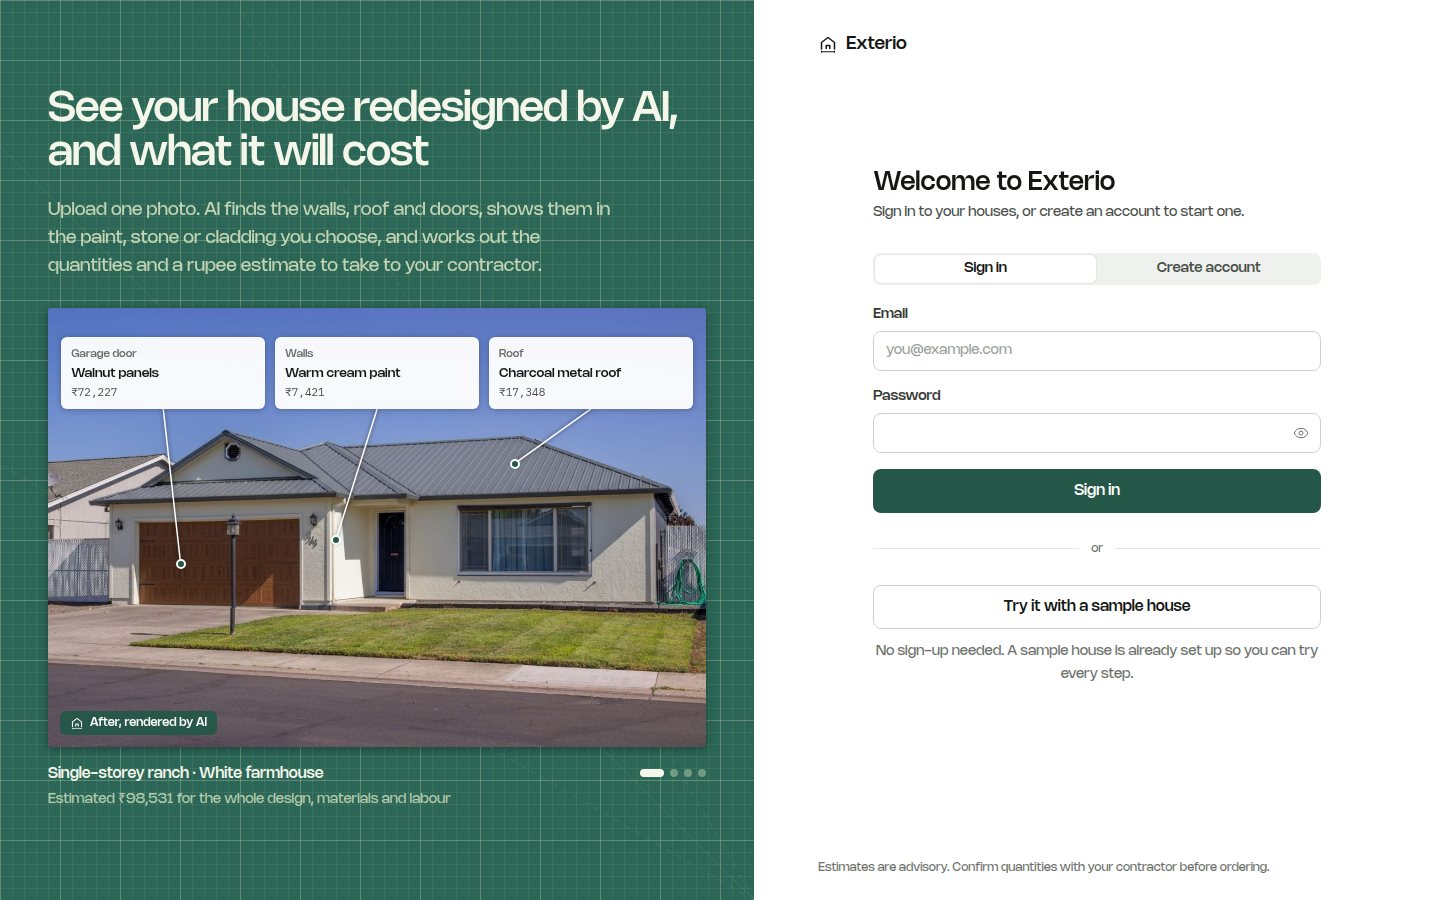 See your house redesigned by AI,
and what it will cost
Upload one photo. AI finds the walls, roof and doors, shows them in
the paint, stone or cladding you choose, and works out the
quantities and a rupee estimate to take to your contractor.
Garage door
Walnut panels
₹72,227
Walls
Warm cream paint
₹7,421
Roof
Charcoal metal roof
₹17,348
After, rendered by AI
Single-storey ranch · White farmhouse
Estimated ₹98,531 for the whole design, materials and labour
Exterio
Welcome to Exterio
Sign in to your houses, or create an account to start one.
Sign in
Create account
Email
you@example.com
Password
Sign in
or
Try it with a sample house
No sign-up needed. A sample house is already set up so you can try
every step.
Estimates are advisory. Confirm quantities with your contractor before ordering.